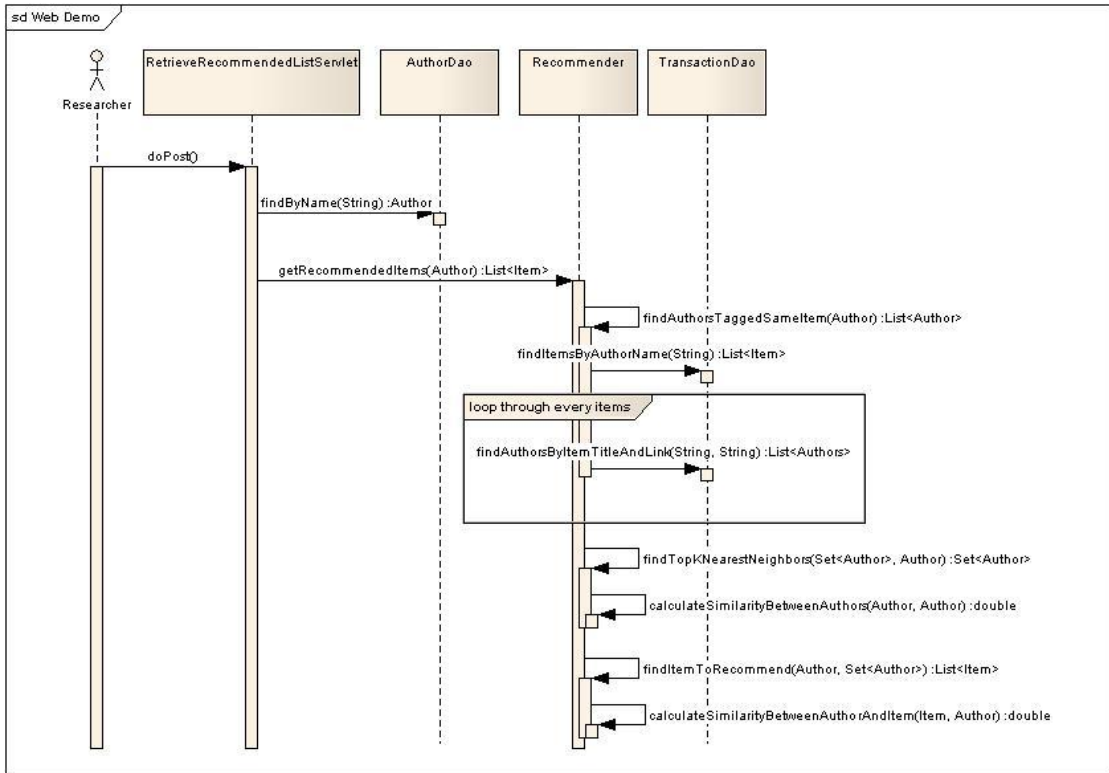 sd Web Demo
Researcher
RetrieveRecommendedListServlet
AuthorDao
Recommender
TransactionDao
doPost()
findByName(String) :Author
getRecommendedItems(Author) :List<Item>
findAuthorsTaggedSameItem(Author) :List<Author>
findItemsByAuthorName(String) :List<Item>
loop through every items
findAuthorsByItemTitleAndLink(String, String) :List<Authors>
findTopKNearestNeighbors(Set<Author>, Author) :Set<Author>
calculateSimilarityBetweenAuthors(Author, Author) :double
findItemToRecommend(Author, Set<Author>) :List<Item>
calculateSimilarityBetweenAuthorAndItem(Item, Author) :double